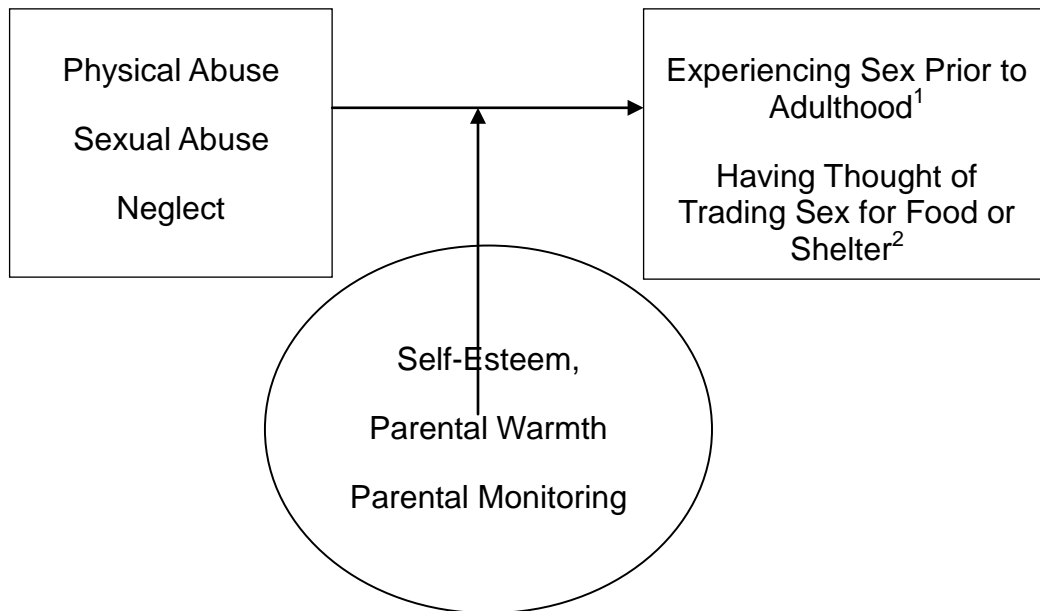 Physical Abuse
Sexual Abuse
Neglect
Experiencing Sex Prior to
Adulthood¹
Having Thought of
Trading Sex for Food or
Shelter²
Self-Esteem,
Parental Warmth
Parental Monitoring